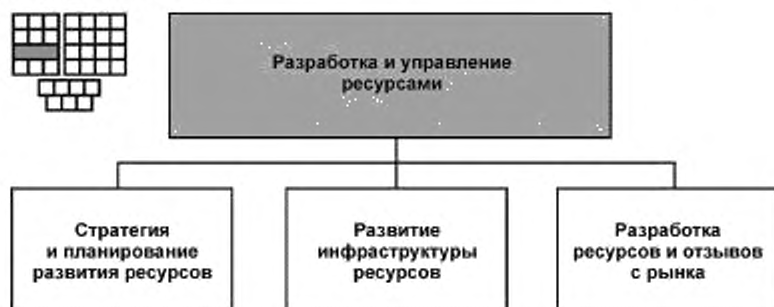 Разработка и управление
ресурсами
Стратегия
и планирование
развития ресурсов
Развитие
инфраструктуры
ресурсов
Разработка
ресурсов и отзывов
с рынка